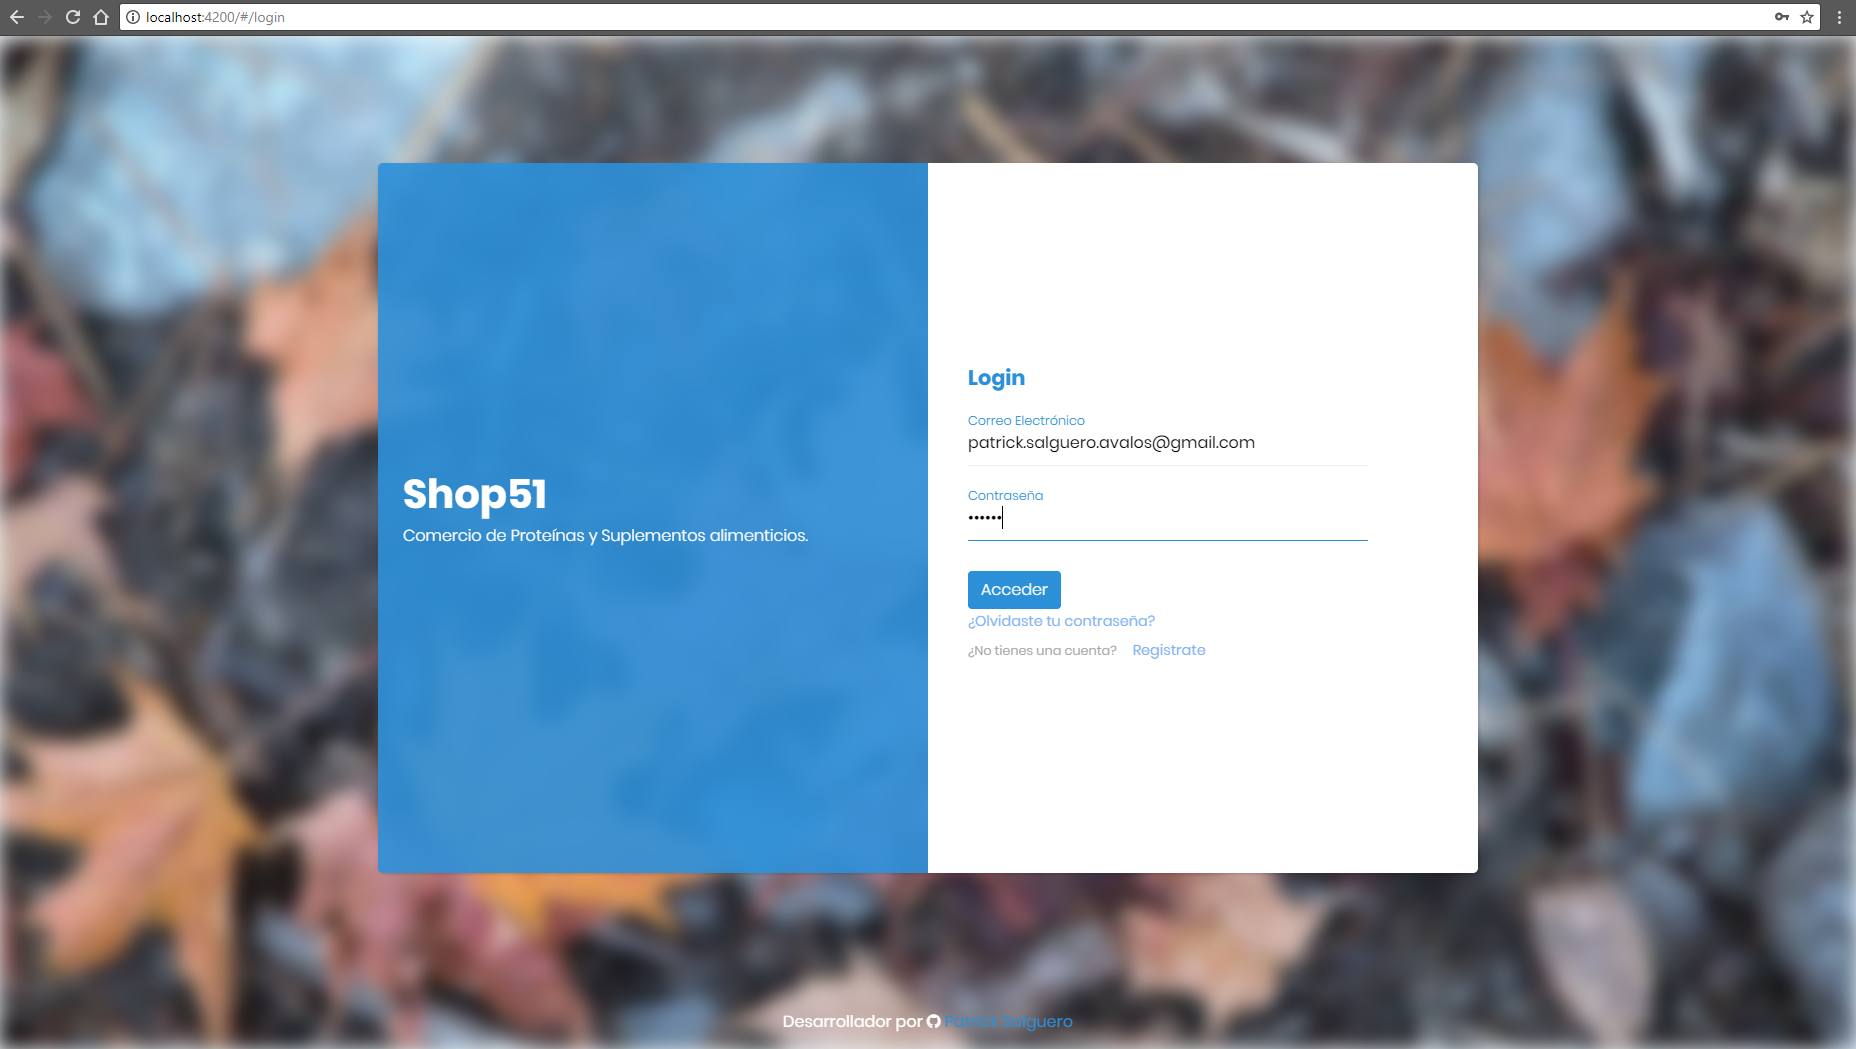 localhost:4200/#/login
Shop51
Comercio de Proteínas y Suplementos alimenticios.
Login
Correo Electrónico
patrick.salguero.avalos@gmail.com
Contraseña
••••••
Acceder
¿Olvidaste tu contraseña?
¿No tienes una cuenta? Registrate
Desarrollador por Patrick Salguero